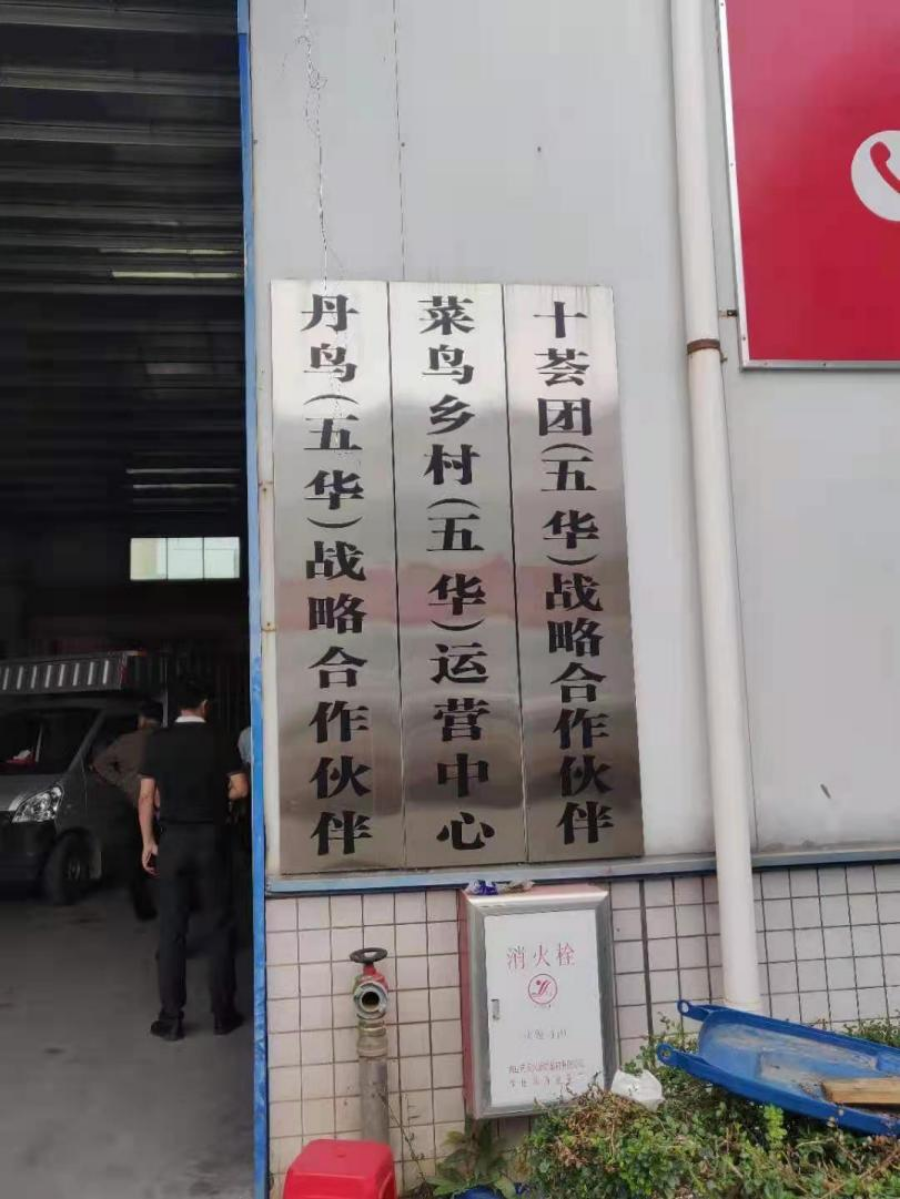 丹鸟(五华)战略合作伙伴
菜鸟乡村(五华)运营中心
十荟团(五华)战略合作伙伴
消火栓